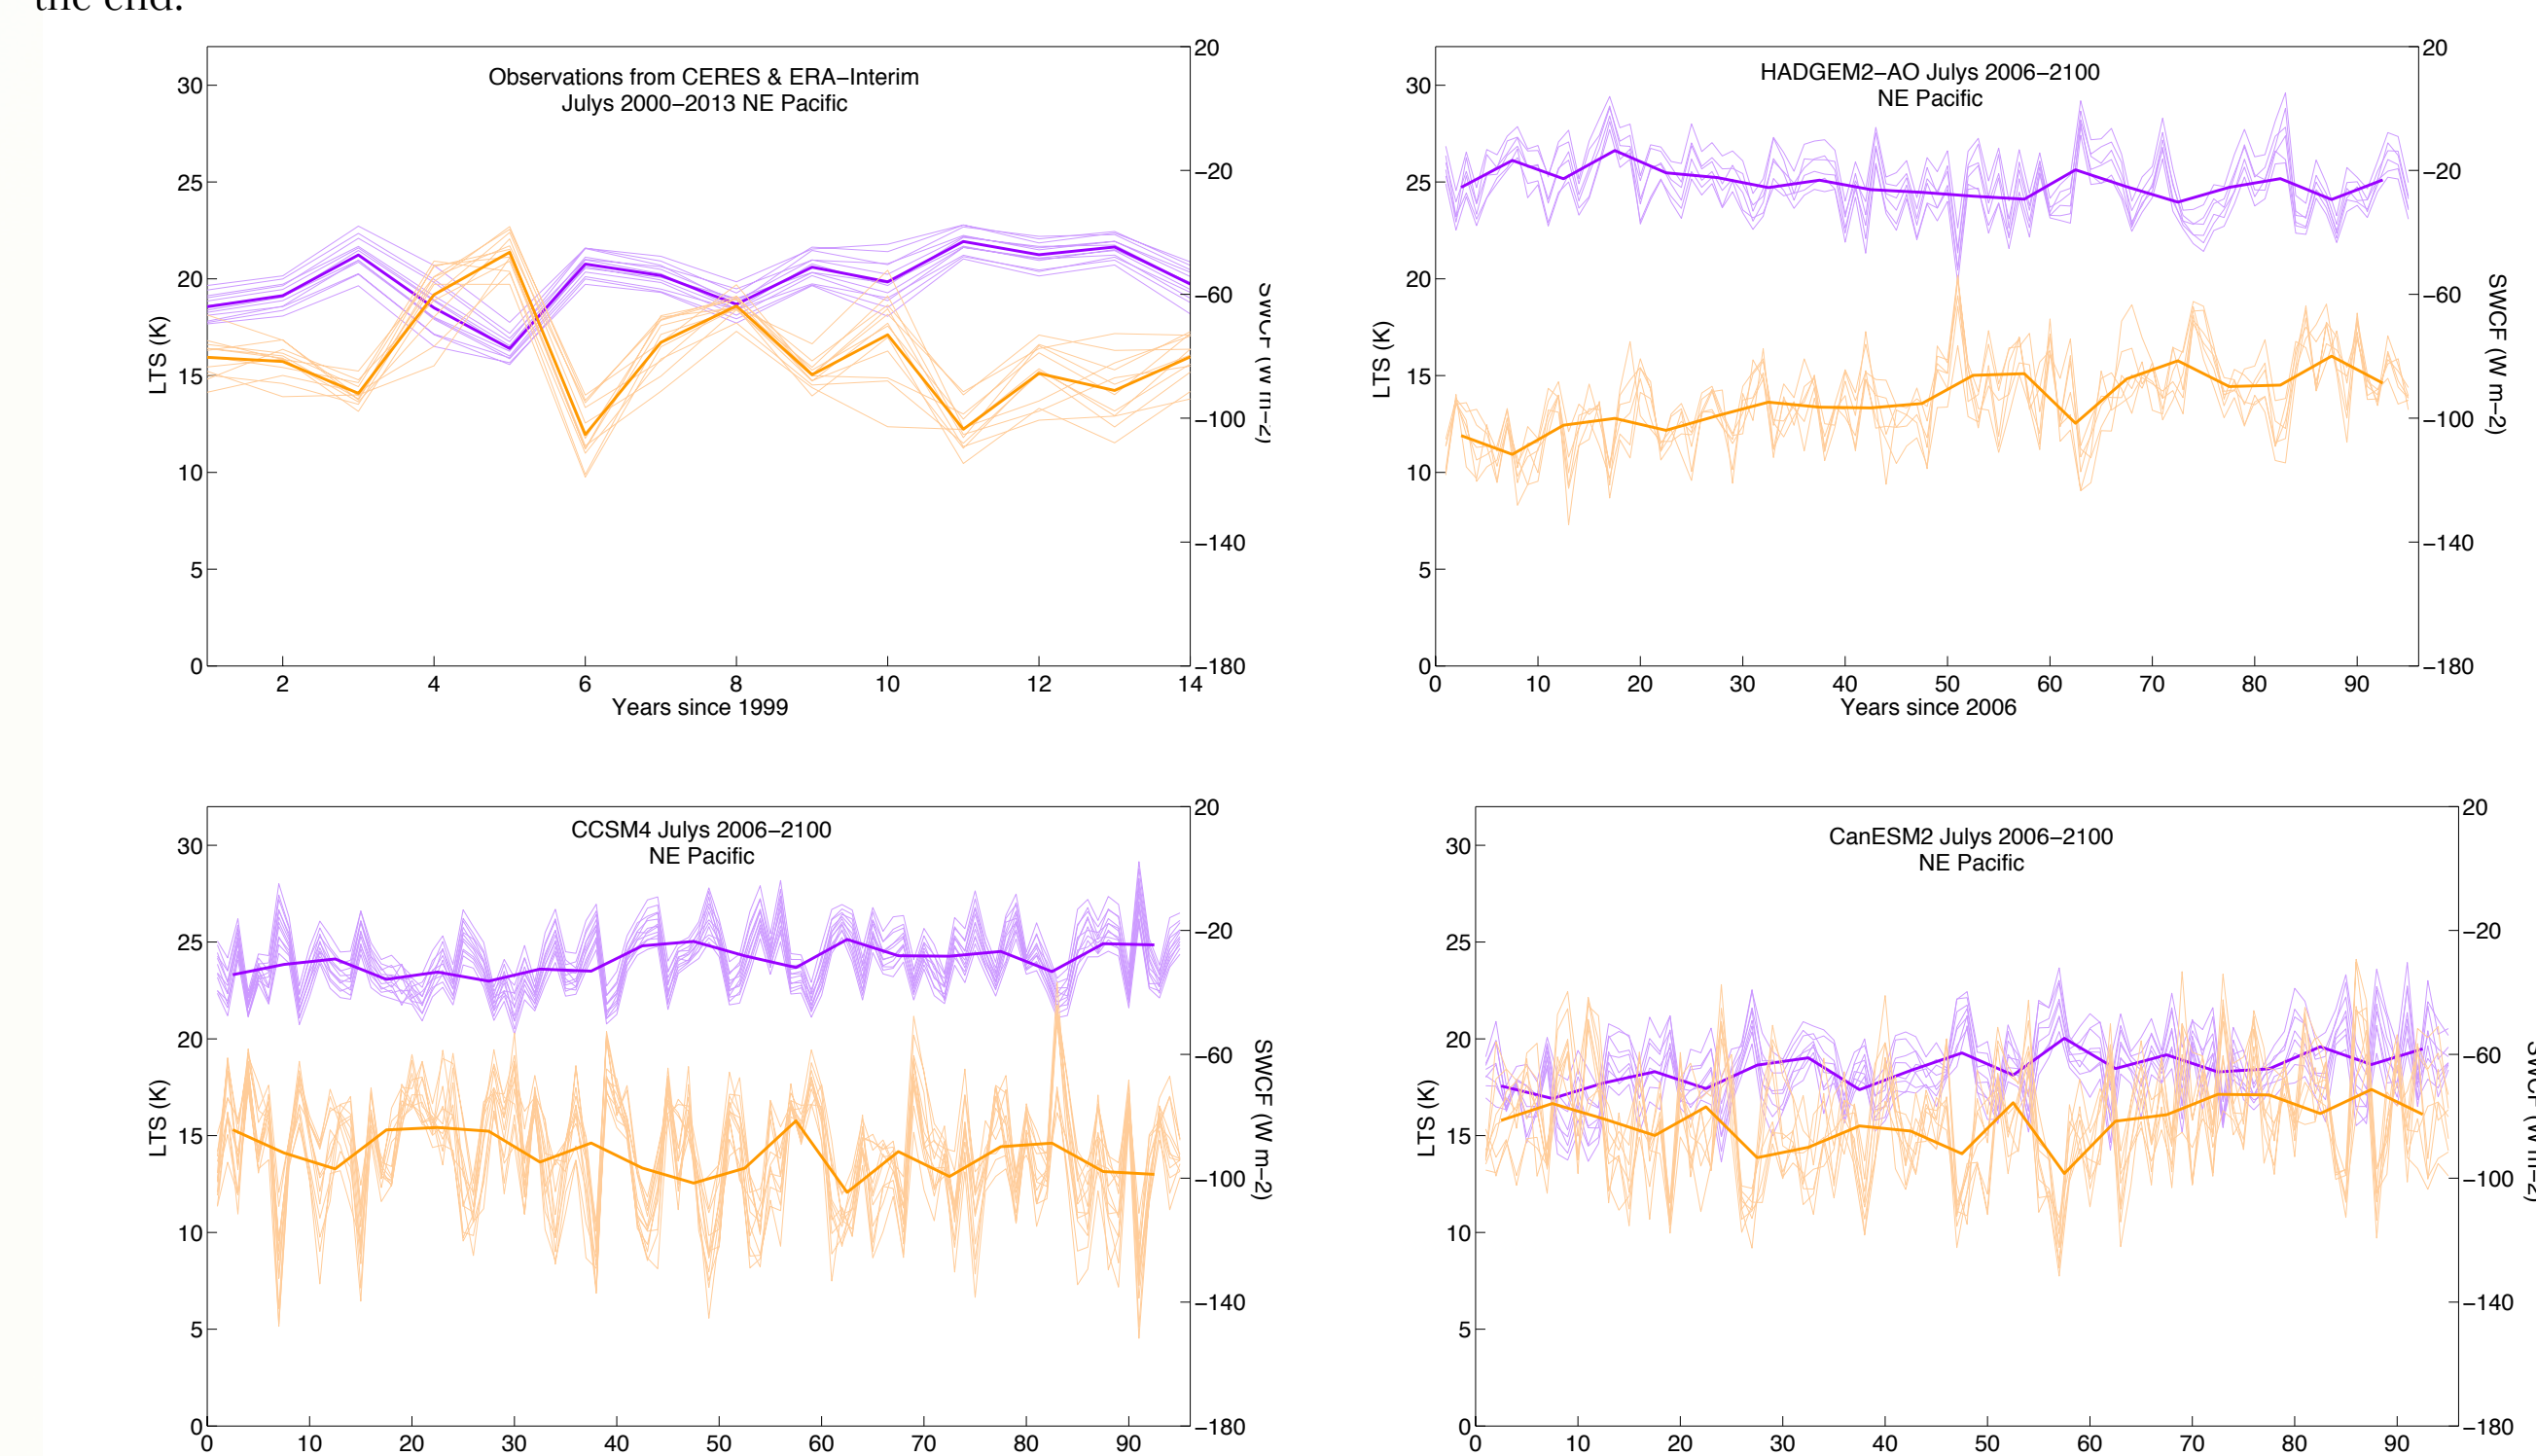 the end.
Observations from CERES & ERA−Interim
Julys 2000−2013 NE Pacific
LTS (K)
30
25
20
15
10
5
0
20
−20
−60
−100
−140
−180
SWCF (W m−2)
2 4 6 8 10 12 14
Years since 1999
HADGEM2−AO Julys 2006−2100
NE Pacific
LTS (K)
30
25
20
15
10
5
0
20
−20
−60
−100
−140
−180
SWCF (W m−2)
0 10 20 30 40 50 60 70 80 90
Years since 2006
CCSM4 Julys 2006−2100
NE Pacific
LTS (K)
30
25
20
15
10
5
0
20
−20
−60
−100
−140
−180
SWCF (W m−2)
0 10 20 30 40 50 60 70 80 90
CanESM2 Julys 2006−2100
NE Pacific
LTS (K)
30
25
20
15
10
5
0
20
−20
−60
−100
−140
−180
SWCF (W m−2)
0 10 20 30 40 50 60 70 80 90